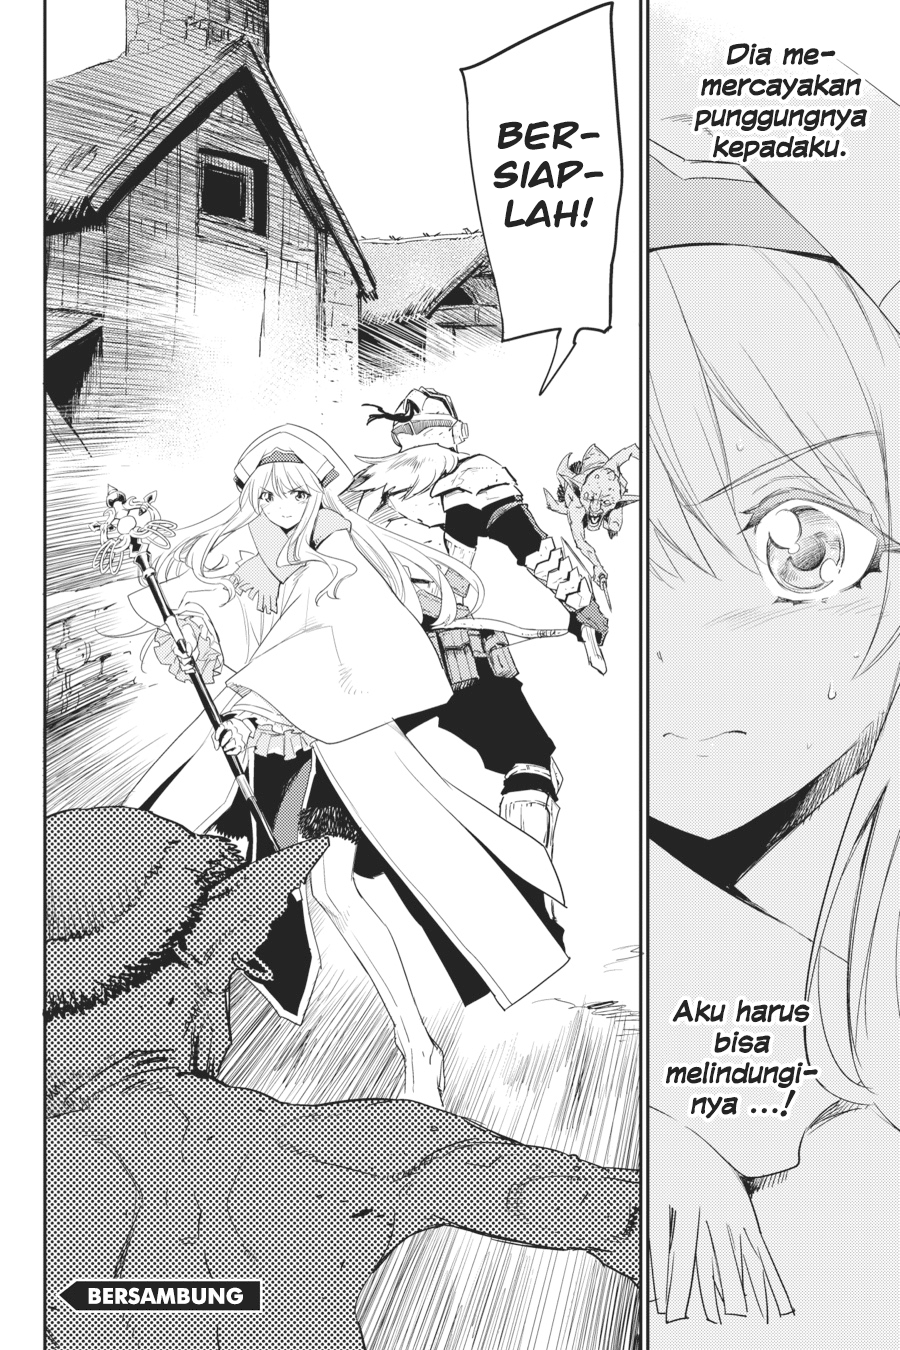 Dia me-
mercayakan
punggungnya
kepadaku.
Aku harus
bisa
melindungi-
nya ...!
BER-
SIAP-
LAH!
BERSAMBUNG